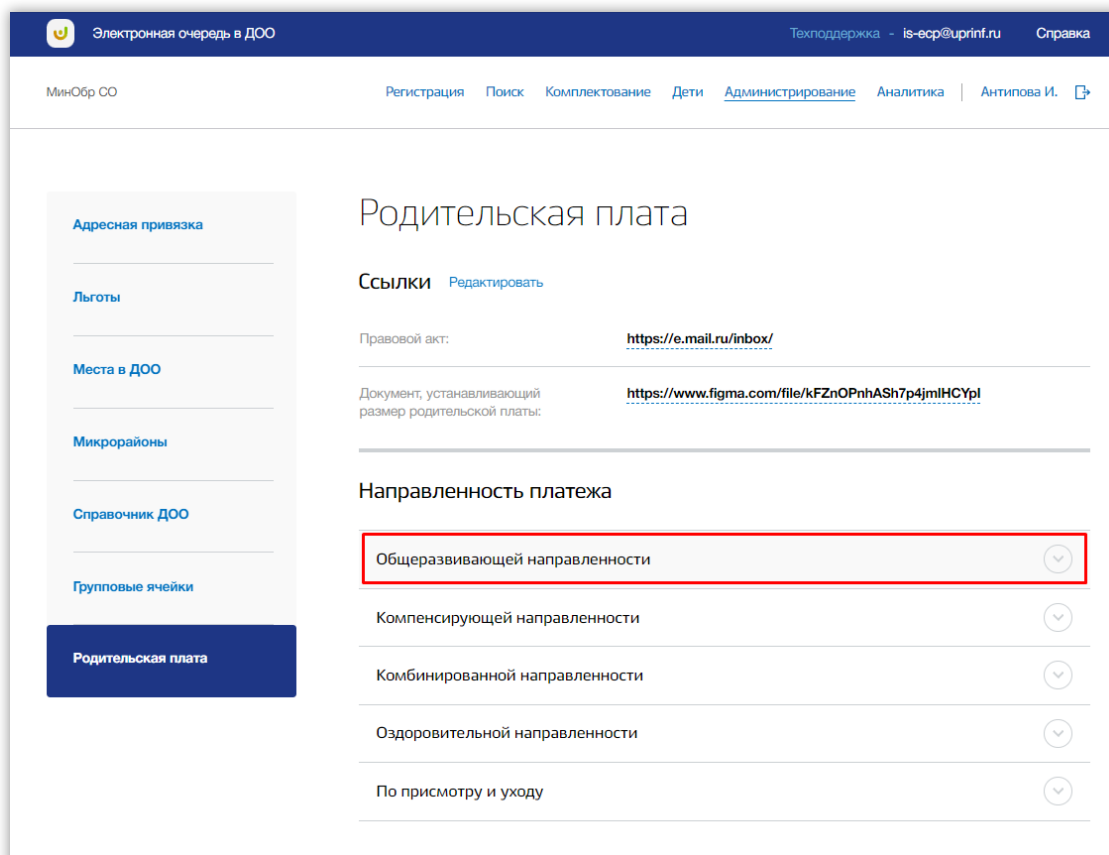 Электронная очередь в ДОО
Техподдержка - is-ecp@uprinf.ru Справка
МинОбр СО
Регистрация Поиск Комплектование Дети Администрирование Аналитика Антипова И.
Адресная привязка
Льготы
Места в ДОО
Микрорайоны
Справочник ДОО
Групповые ячейки
Родительская плата
Родительская плата
Ссылки Редактировать
Правовой акт: https://e.mail.ru/inbox/
Документ, устанавливающий https://www.figma.com/file/kFZnOPnhASh7p4jmIHCYpI
размер родительской платы:
Направленность платежа
Общеразвивающей направленности
Компенсирующей направленности
Комбинированной направленности
Оздоровительной направленности
По присмотру и уходу